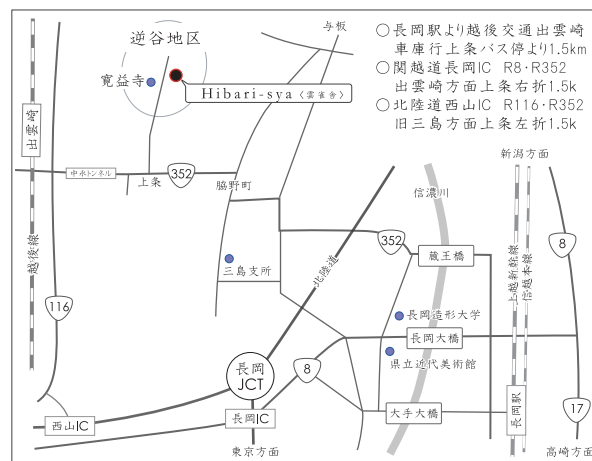 与板
逆谷地区
寛益寺
Hibari-sya〈雲雀舎〉
○長岡駅より越後交通出雲崎
車庫行上条バス停より1.5km
○関越道長岡IC R8・R352
出雲崎方面上条右折1.5k
○北陸道西山IC R116・R352
旧三島方面上条左折1.5k
出雲崎
中永トンネル
上条
352
脇野町
新潟方面
信濃川
越後線
三島支所
北陸道
352
蔵王橋
上越新幹線
信越本線
8
116
長岡造形大学
長岡大橋
県立近代美術館
長岡
JCT
8
西山IC
長岡IC
大手大橋
長岡駅
17
東京方面
高崎方面